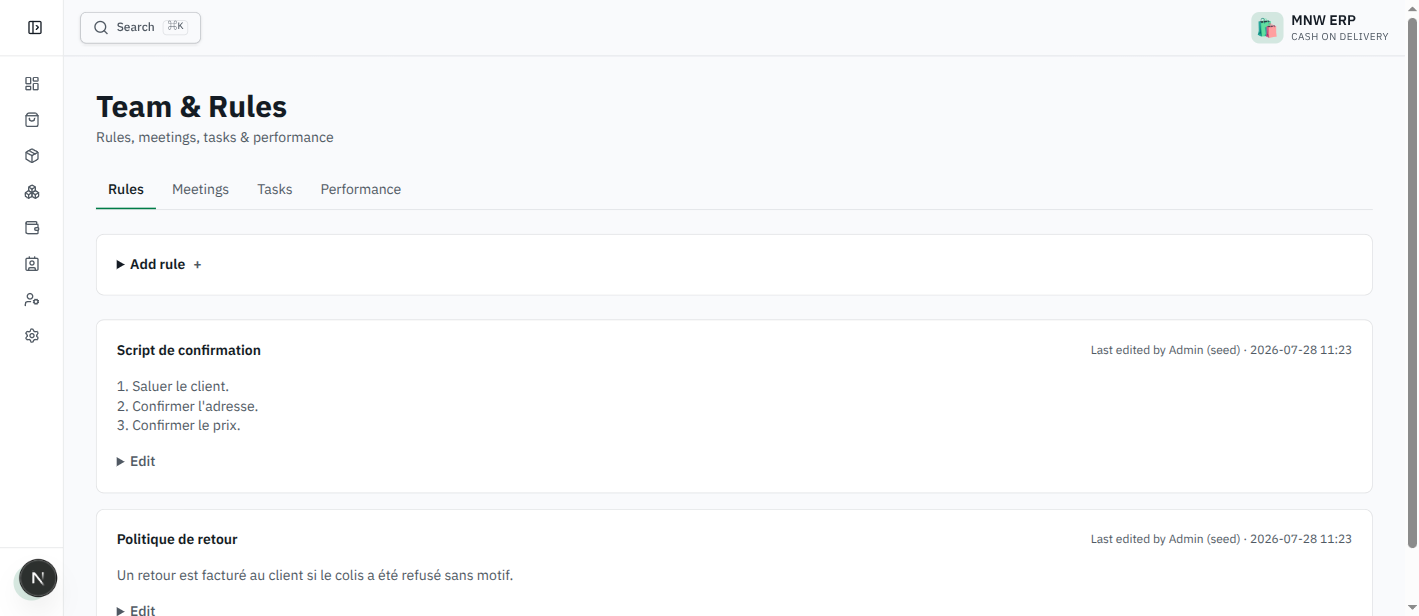 Search ⌘K
MNW ERP
CASH ON DELIVERY
Team & Rules
Rules, meetings, tasks & performance
Rules Meetings Tasks Performance
Add rule +
Script de confirmation
Last edited by Admin (seed) · 2026-07-28 11:23
1. Saluer le client.
2. Confirmer l'adresse.
3. Confirmer le prix.
Edit
Politique de retour
Last edited by Admin (seed) · 2026-07-28 11:23
Un retour est facturé au client si le colis a été refusé sans motif.
Edit
N